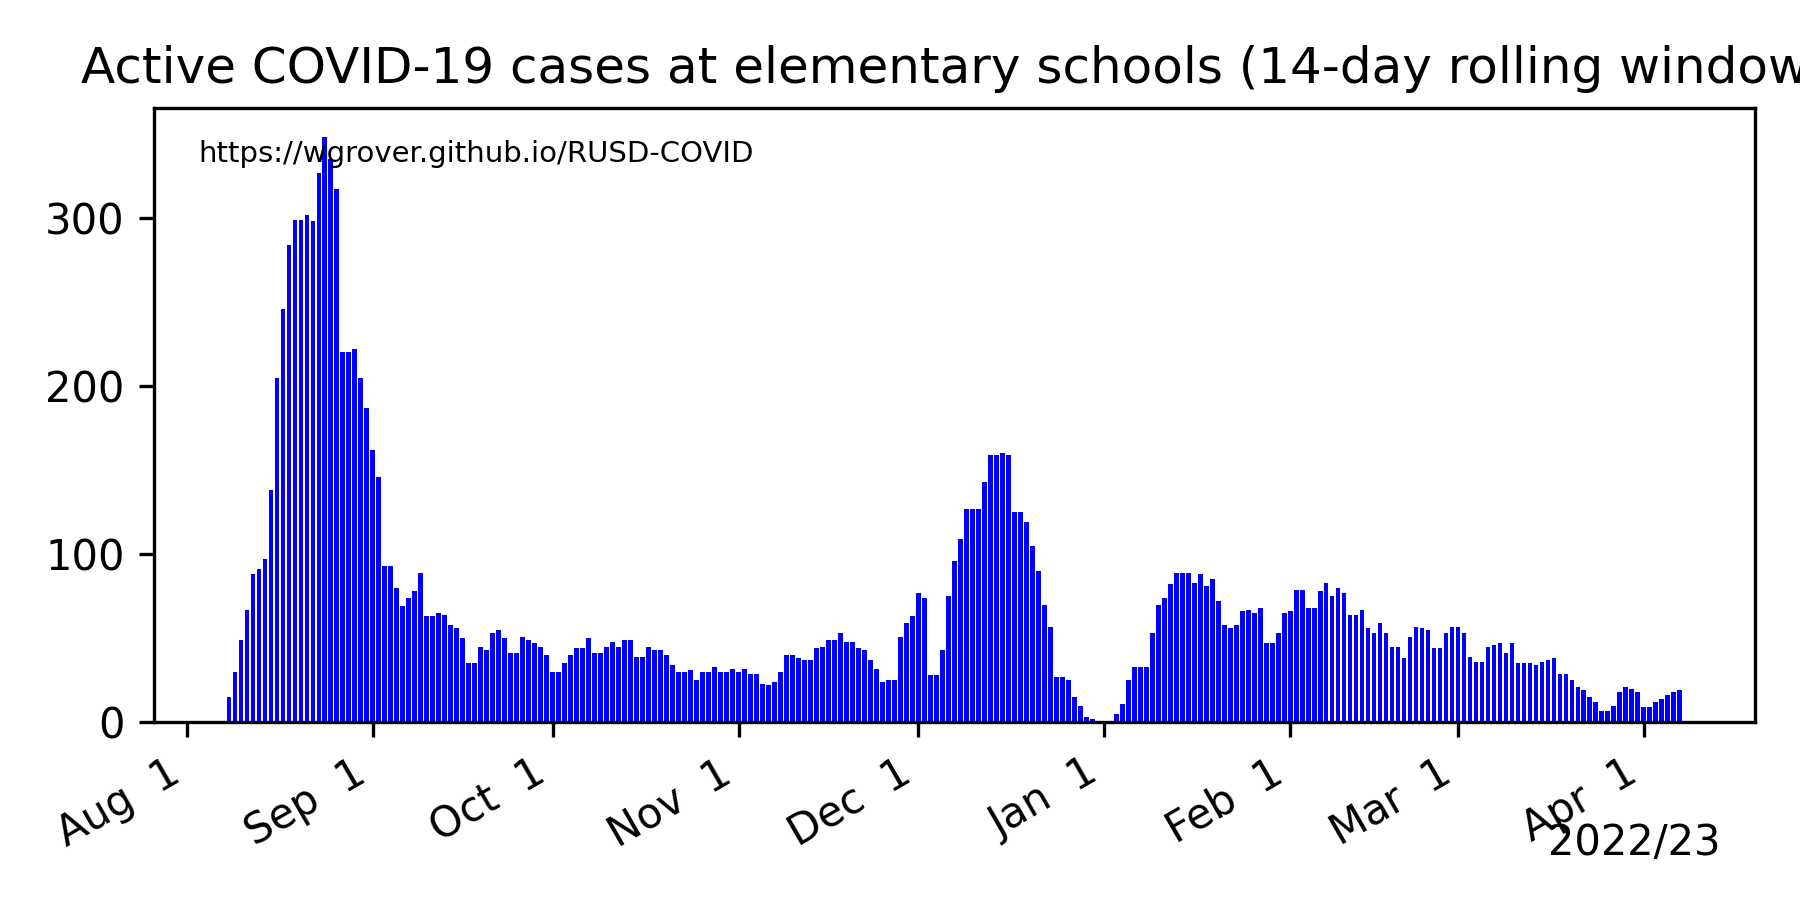 Active COVID-19 cases at elementary schools (14-day rolling window
https://wgrover.github.io/RUSD-COVID
300
200
100
0
Aug 1
Sep 1
Oct 1
Nov 1
Dec 1
Jan 1
Feb 1
Mar 1
Apr 1
2022/23